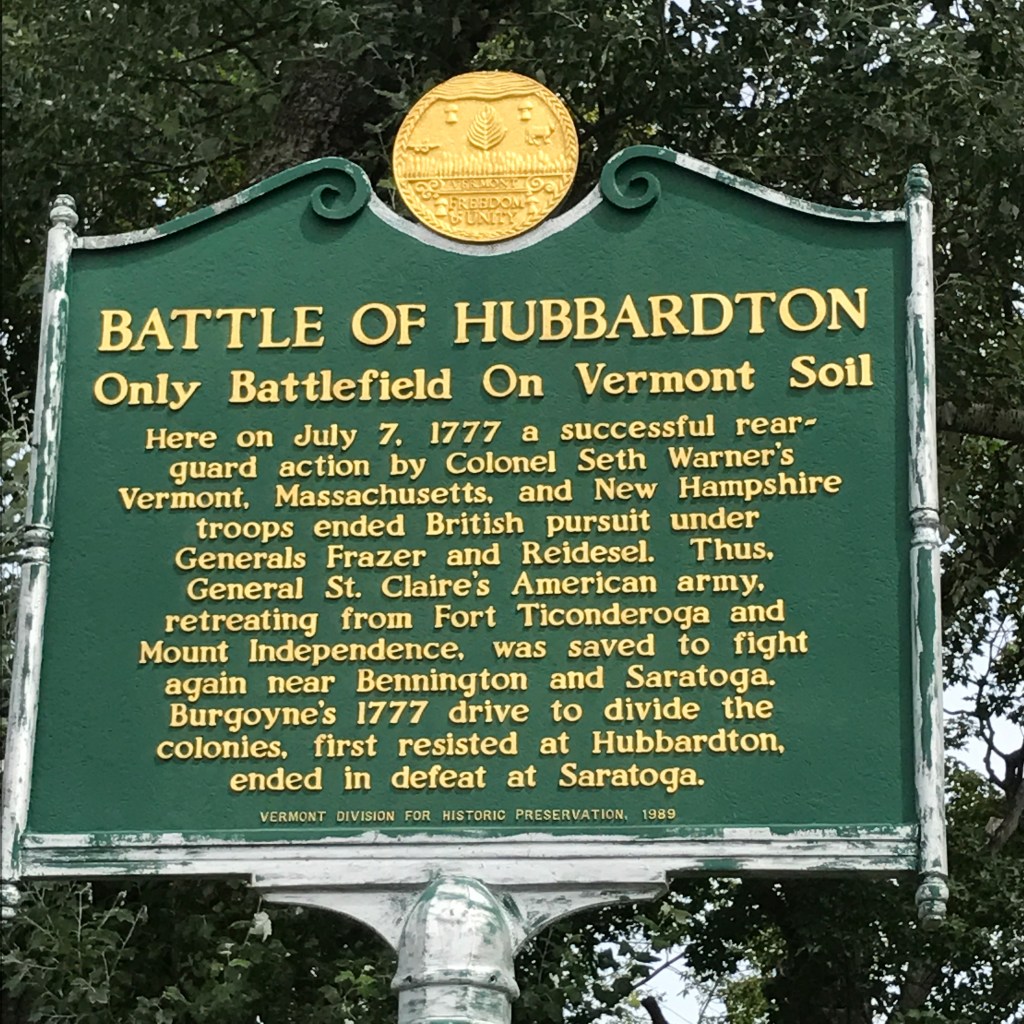 VERMONT
FREEDOM
& UNITY
BATTLE OF HUBBARDTON
Only Battlefield On Vermont Soil
Here on July 7, 1777 a successful rear-
guard action by Colonel Seth Warner's
Vermont, Massachusetts, and New Hampshire
troops ended British pursuit under
Generals Frazer and Reidesel. Thus,
General St. Claire's American army,
retreating from Fort Ticonderoga and
Mount Independence, was saved to fight
again near Bennington and Saratoga.
Burgoyne's 1777 drive to divide the
colonies, first resisted at Hubbardton,
ended in defeat at Saratoga.
VERMONT DIVISION FOR HISTORIC PRESERVATION, 1989